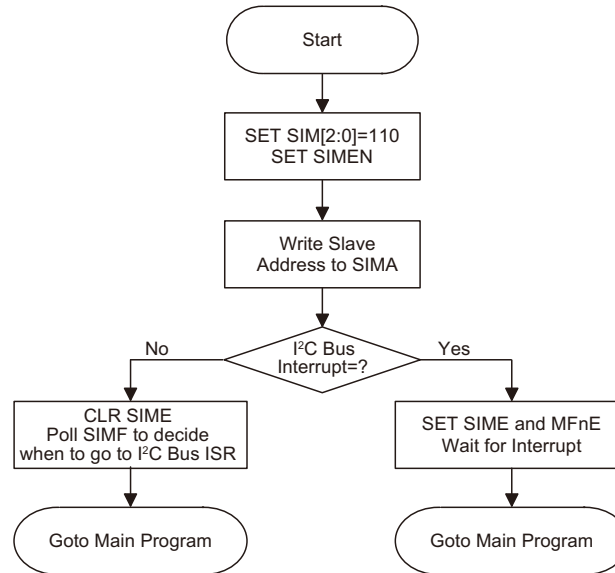 Start
SET SIM[2:0]=110
SET SIMEN
Write Slave
Address to SIMA
I²C Bus
Interrupt=?
No
Yes
CLR SIME
Poll SIMF to decide
when to go to I²C Bus ISR
SET SIME and MFnE
Wait for Interrupt
Goto Main Program
Goto Main Program